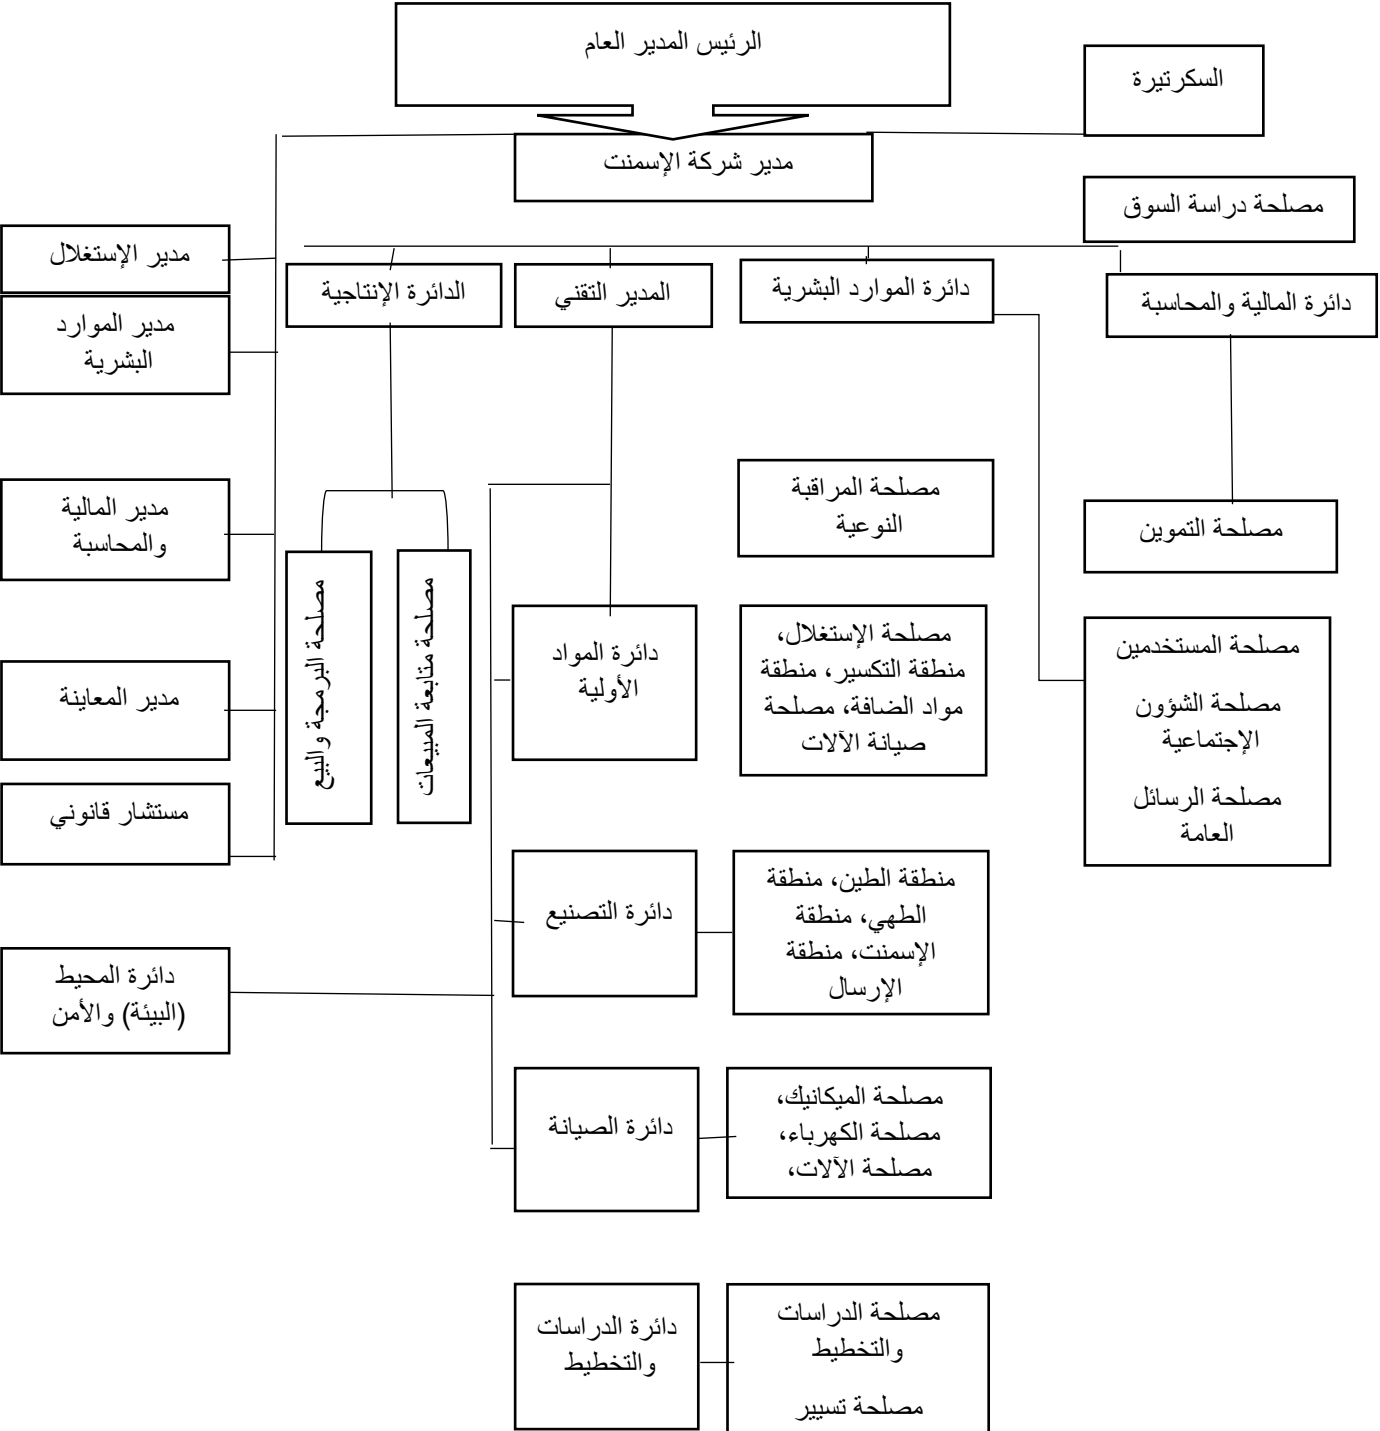 الرئيس المدير العام
السكرتيرة
مدير شركة الإسمنت
مصلحة دراسة السوق
مدير الإستغلال
الدائرة الإنتاجية
المدير التقني
دائرة الموارد البشرية
دائرة المالية والمحاسبة
مدير الموارد
البشرية
مصلحة المراقبة
النوعية
مدير المالية
والمحاسبة
مصلحة التموين
مصلحة البرمجة والبيع
مصلحة متابعة المبيعات
دائرة المواد
الأولية
مصلحة الإستغلال،
منطقة التكسير، منطقة
مواد الضافة، مصلحة
صيانة الآلات
مصلحة المستخدمين
مصلحة الشؤون
الإجتماعية
مصلحة الرسائل
العامة
مدير المعاينة
مستشار قانوني
دائرة التصنيع
منطقة الطين، منطقة
الطهي، منطقة
الإسمنت، منطقة
الإرسال
دائرة المحيط
(البيئة) والأمن
دائرة الصيانة
مصلحة الميكانيك،
مصلحة الكهرباء،
مصلحة الآلات،
دائرة الدراسات
والتخطيط
مصلحة الدراسات
والتخطيط
مصلحة تسيير